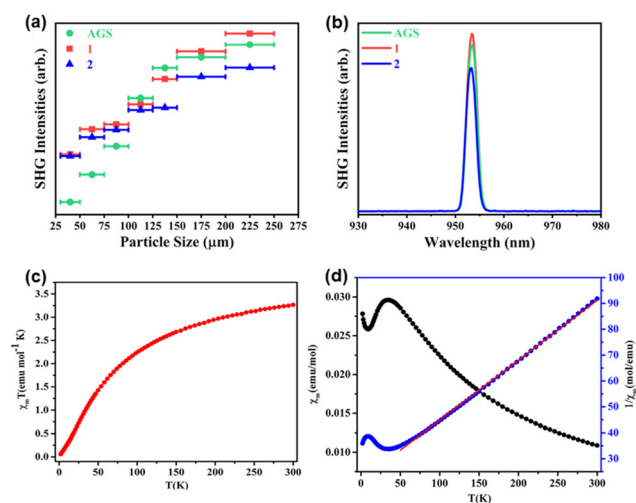 (a)
AGS
1
2
SHG Intensities (arb.)
25 50 75 100 125 150 175 200 225 250 275
Particle Size (μm)
(b)
AGS
1
2
SHG Intensities (arb.)
930 940 950 960 970 980
Wavelength (nm)
(c)
3.5
3.0
2.5
2.0
1.5
1.0
0.5
0.0
χmT(emu mol-1 K)
0 50 100 150 200 250 300
T(K)
(d)
0.030
0.025
0.020
0.015
0.010
χm (emu/mol)
0 50 100 150 200 250 300
T(K)
100
90
80
70
60
50
40
30
1/χm (mol/emu)